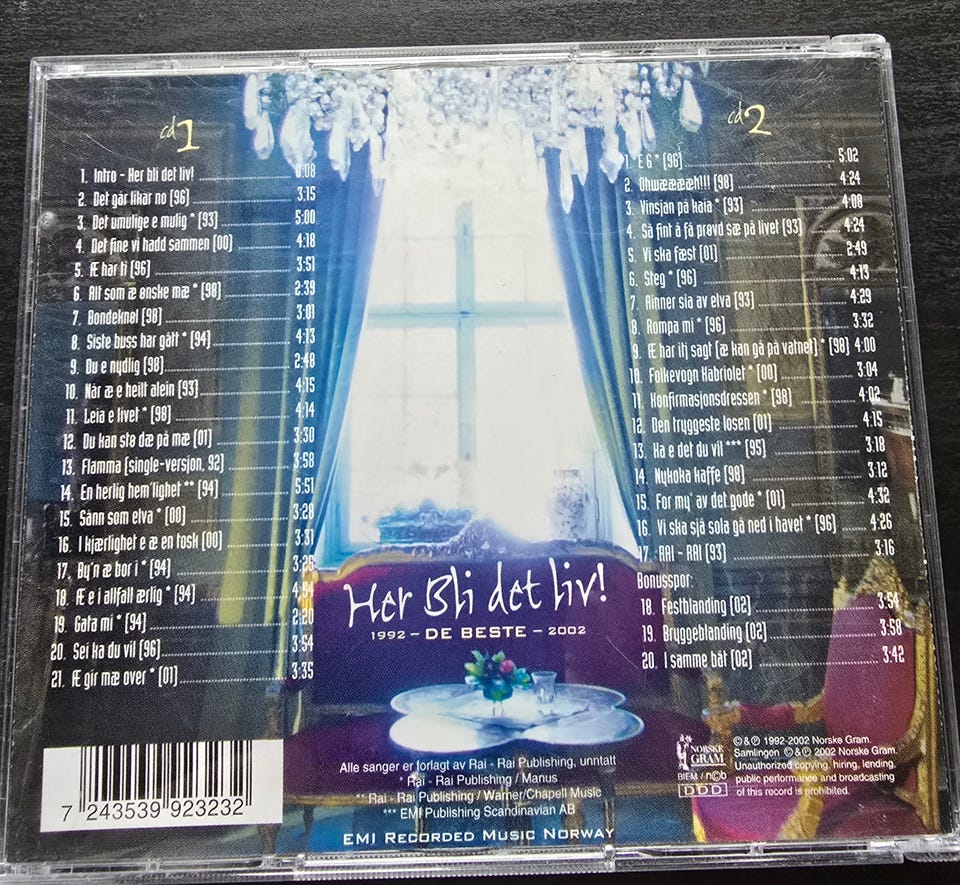 cd 1
1. Intro - Her bli det liv! 0:08
2. Det går likar no [96] 3:15
3. Det umulige e mulig * [93] 5:00
4. Det fine vi hadd sammen [00] 4:18
5. Æ har ti [96] 3:51
6. Alt som æ ønske mæ * [98] 2:39
7. Bondeknøl [98] 3:01
8. Siste buss har gått * [94] 4:13
9. Du e nydlig [98] 2:48
10. Når æ e heilt alein [93] 4:15
11. Leia e livet * [98] 4:14
12. Du kan stø dæ på mæ [01] 3:30
13. Flamma [single-versjon, 92] 3:58
14. En herlig hem'lighet ** [94] 5:51
15. Sånn som elva * [00] 3:28
16. I kjærlighet e æ en tosk [00] 3:31
17. By'n æ bor i * [94] 3:25
18. Æ e i allfall ærlig * [94]
19. Gata mi * [94] 2:20
20. Sei ka du vil [96] 3:54
21. Æ gir mæ over * [01] 3:35
cd 2
1 E 6 * [96] 5:02
2. Ohwææææh!!! [98] 4:24
3. Vinsjan på kaia * [93] 4:08
4. Så fint å få prøvd sæ på livet [93] 4:24
5. Vi ska fæst [01] 2:49
6. Steg * [96] 4:13
7. Rinner sia av elva [93] 4:29
8. Rompa mi * [96] 3:32
9. Æ har itj sagt [æ kan gå på vatnet] * [98] 4:00
10. Folkevogn Kabriolet * [00] 3:04
11. Konfirmasjonsdressen * [98] 4:02
12. Den tryggeste losen [01] 4:15
13. Ka e det du vil *** [95] 3:18
14. Nykoka kaffe [98] 3:12
15. For my' av det gode * [01] 4:32
16. Vi ska sjå sola gå ned i havet * [96] 4:26
17 RAI - RAI [93] 3:16
Bonusspor:
18. Festblanding [02] 3:54
19. Bryggeblanding [02] 3:58
20. I samme båt [02] 3:42
Her Bli det liv!
1992 – DE BESTE – 2002
Alle sanger er forlagt av Rai - Rai Publishing, unntatt
* Rai - Rai Publishing / Manus
** Rai - Rai Publishing / Warner/Chapell Music
*** EMI Publishing Scandinavian AB
EMI Recorded Music Norway
7 243539 923232
NORSKE
GRAM
BIEM / n©b
DDD
© & ℗ 1992-2002 Norske Gram.
Samlingen © & ℗ 2002 Norske Gram.
Unauthorized copying, hiring, lending,
public performance and broadcasting
of this record is prohibited.